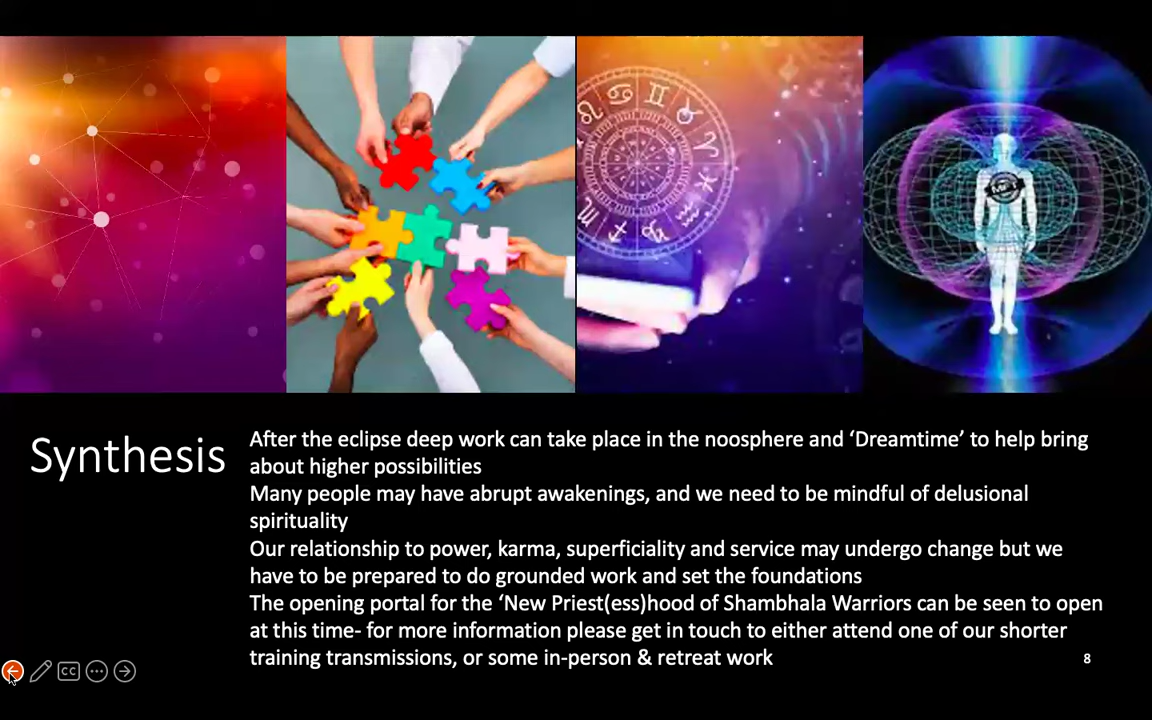 MFT
Synthesis
After the eclipse deep work can take place in the noosphere and ‘Dreamtime’ to help bring
about higher possibilities
Many people may have abrupt awakenings, and we need to be mindful of delusional
spirituality
Our relationship to power, karma, superficiality and service may undergo change but we
have to be prepared to do grounded work and set the foundations
The opening portal for the ‘New Priest(ess)hood of Shambhala Warriors can be seen to open
at this time- for more information please get in touch to either attend one of our shorter
training transmissions, or some in-person & retreat work
8
CC